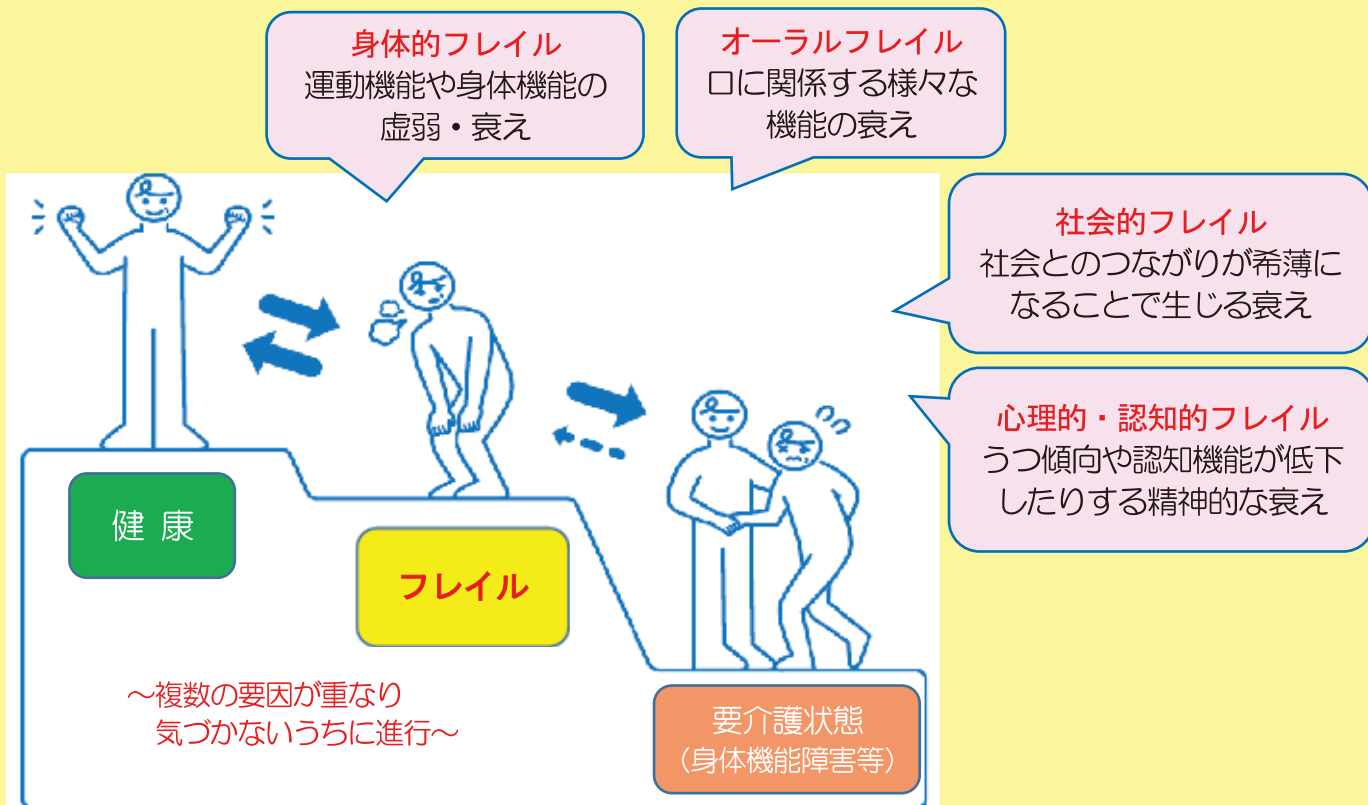 身体的フレイル
運動機能や身体機能の
虚弱・衰え
オーラルフレイル
口に関係する様々な
機能の衰え
社会的フレイル
社会とのつながりが希薄に
なることで生じる衰え
心理的・認知的フレイル
うつ傾向や認知機能が低下
したりする精神的な衰え
健 康
フレイル
要介護状態
（身体機能障害等）
～複数の要因が重なり
気づかないうちに進行～